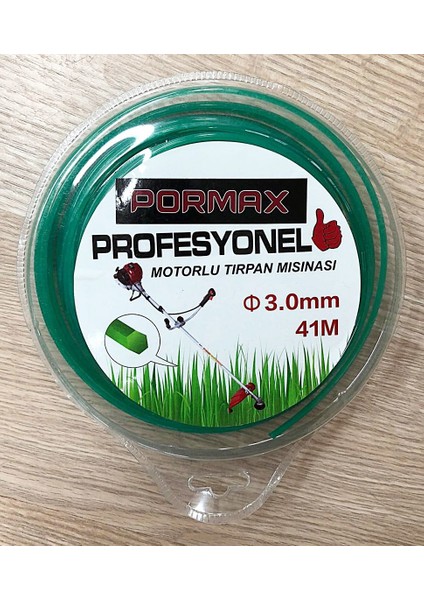 PORMAX
PROFESYONEL
MOTORLU TIRPAN MISINASI
Φ 3.0mm
41M